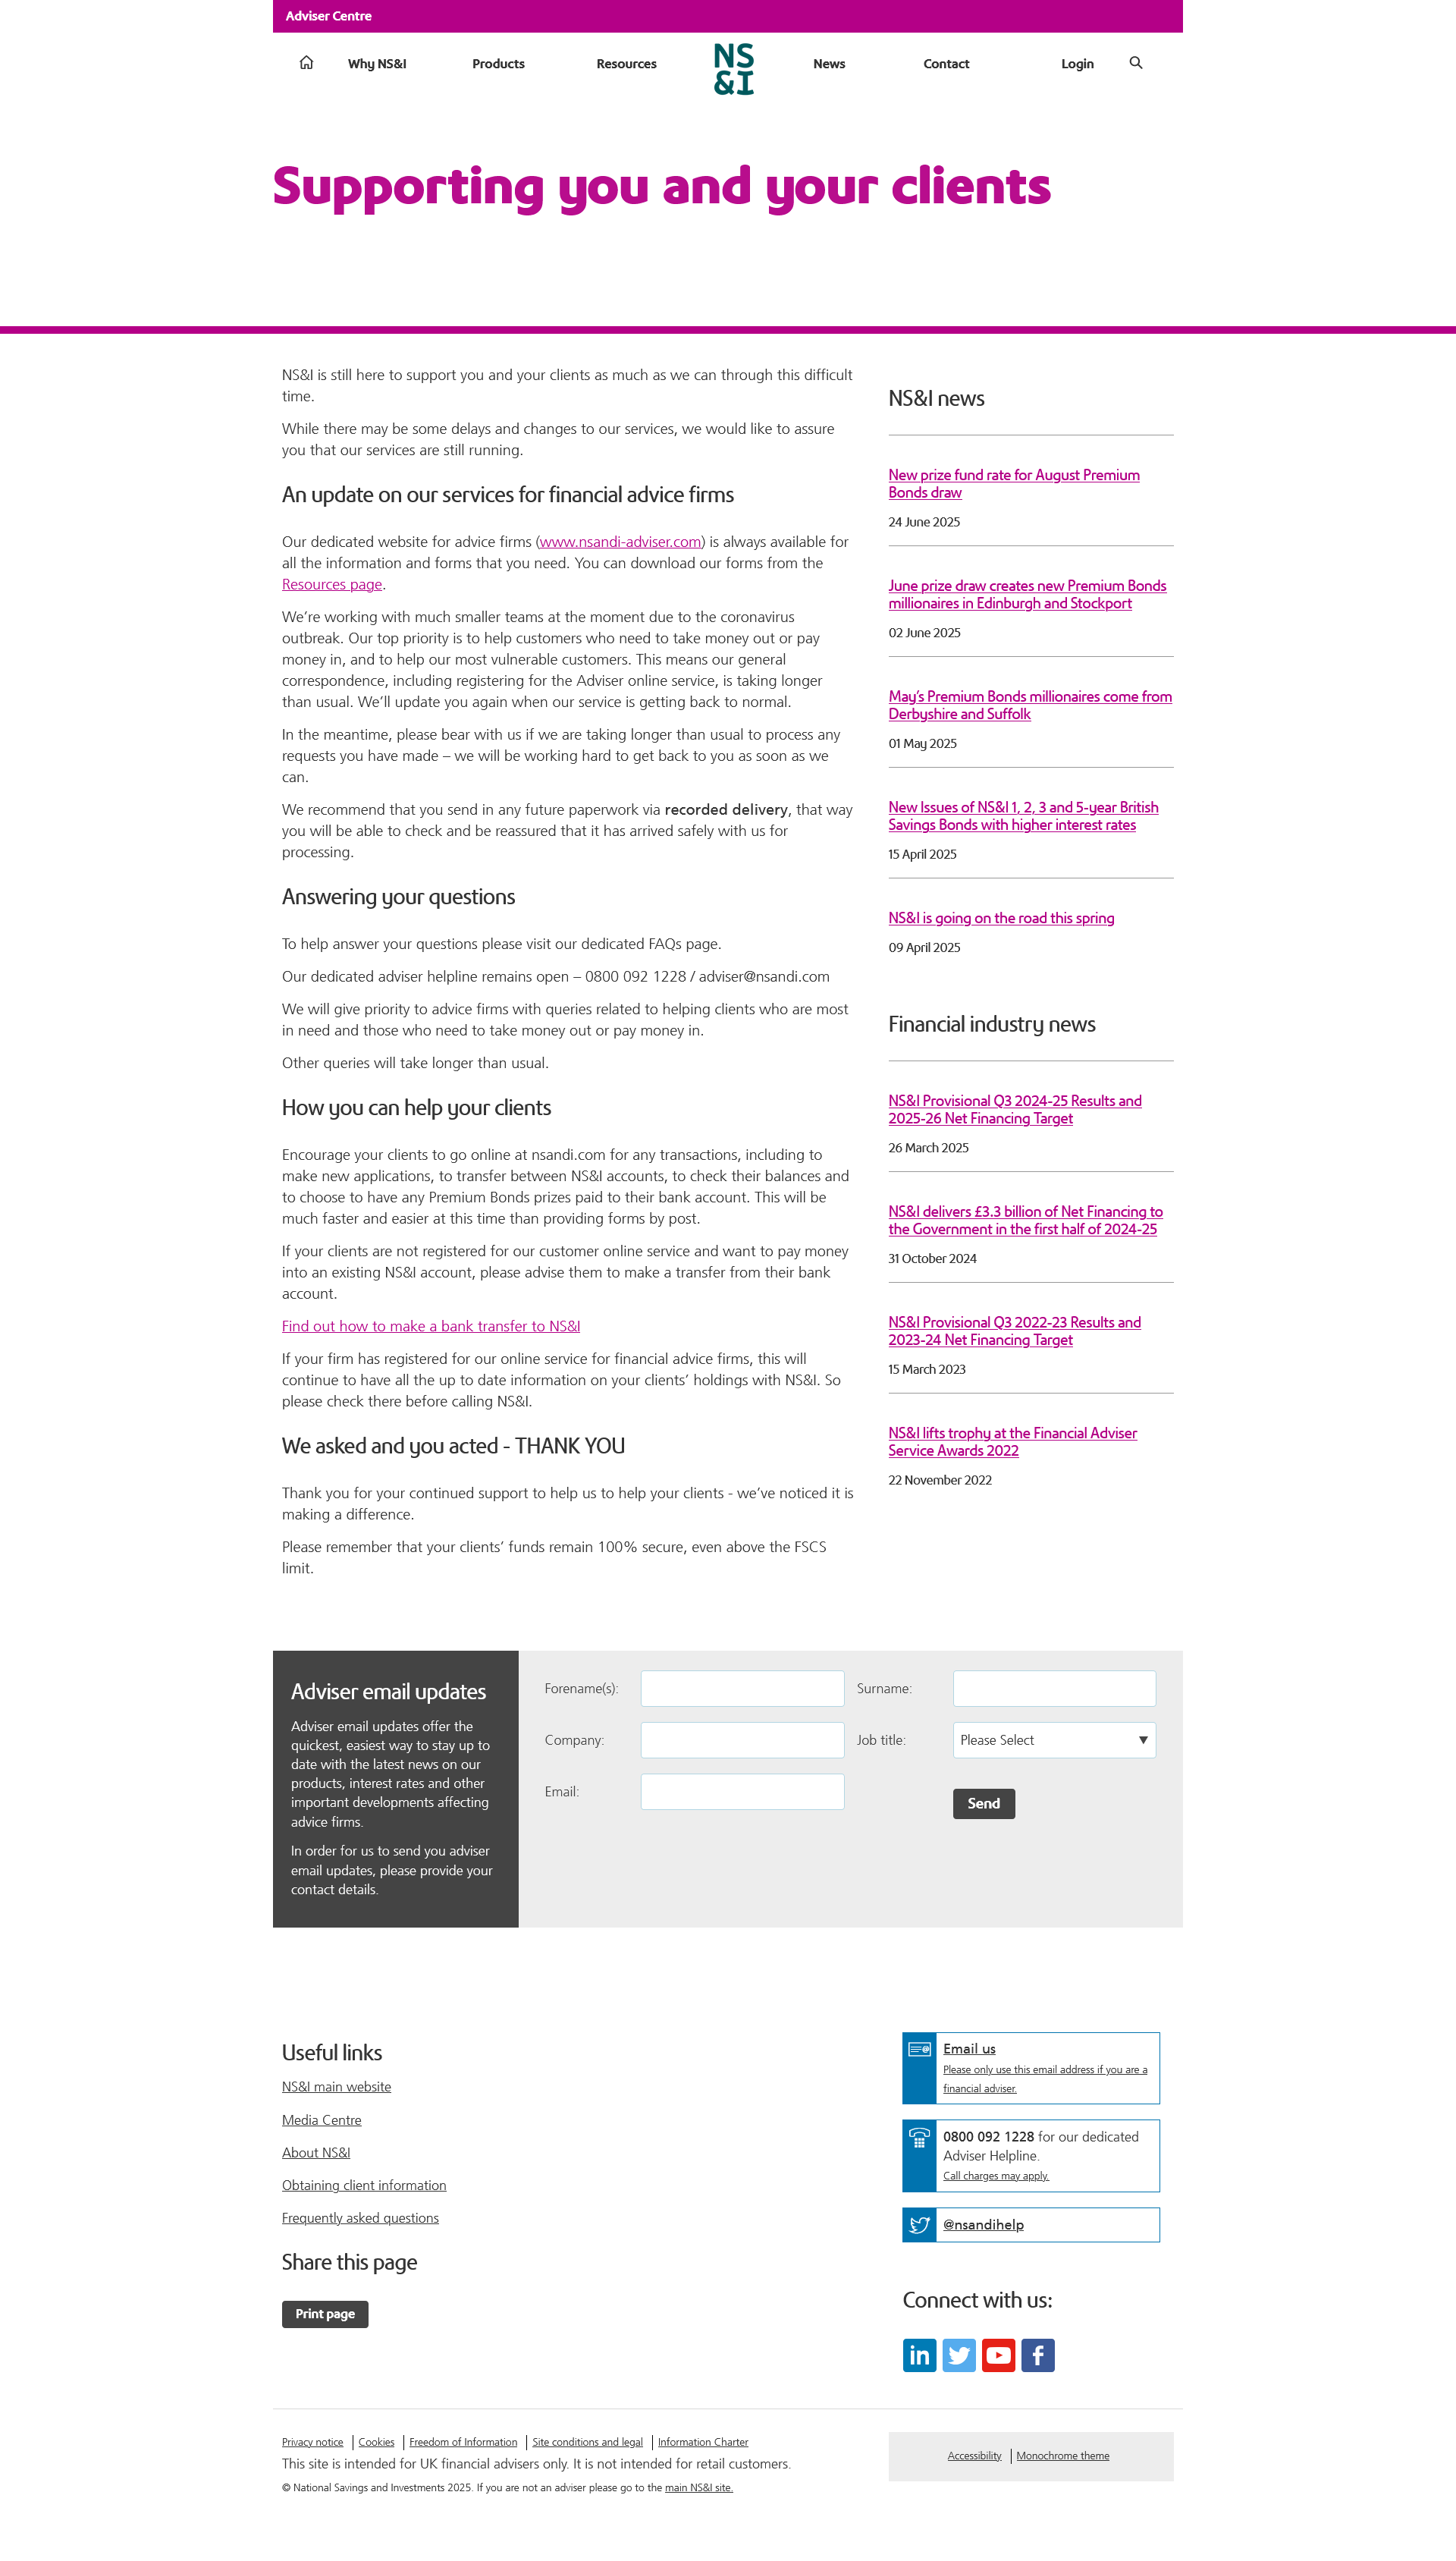 Adviser Centre
Why NS&I
Products
Resources
NS
&I
News
Contact
Login
Supporting you and your clients
NS&I is still here to support you and your clients as much as we can through this difficult
time.
While there may be some delays and changes to our services, we would like to assure
you that our services are still running.
An update on our services for financial advice firms
Our dedicated website for advice firms (www.nsandi-adviser.com) is always available for
all the information and forms that you need. You can download our forms from the
Resources page.
We’re working with much smaller teams at the moment due to the coronavirus
outbreak. Our top priority is to help customers who need to take money out or pay
money in, and to help our most vulnerable customers. This means our general
correspondence, including registering for the Adviser online service, is taking longer
than usual. We’ll update you again when our service is getting back to normal.
In the meantime, please bear with us if we are taking longer than usual to process any
requests you have made – we will be working hard to get back to you as soon as we
can.
We recommend that you send in any future paperwork via recorded delivery, that way
you will be able to check and be reassured that it has arrived safely with us for
processing.
Answering your questions
To help answer your questions please visit our dedicated FAQs page.
Our dedicated adviser helpline remains open – 0800 092 1228 / adviser@nsandi.com
We will give priority to advice firms with queries related to helping clients who are most
in need and those who need to take money out or pay money in.
Other queries will take longer than usual.
How you can help your clients
Encourage your clients to go online at nsandi.com for any transactions, including to
make new applications, to transfer between NS&I accounts, to check their balances and
to choose to have any Premium Bonds prizes paid to their bank account. This will be
much faster and easier at this time than providing forms by post.
If your clients are not registered for our customer online service and want to pay money
into an existing NS&I account, please advise them to make a transfer from their bank
account.
Find out how to make a bank transfer to NS&I
If your firm has registered for our online service for financial advice firms, this will
continue to have all the up to date information on your clients’ holdings with NS&I. So
please check there before calling NS&I.
We asked and you acted - THANK YOU
Thank you for your continued support to help us to help your clients - we’ve noticed it is
making a difference.
Please remember that your clients’ funds remain 100% secure, even above the FSCS
limit.
NS&I news
New prize fund rate for August Premium
Bonds draw
24 June 2025
June prize draw creates new Premium Bonds
millionaires in Edinburgh and Stockport
02 June 2025
May’s Premium Bonds millionaires come from
Derbyshire and Suffolk
01 May 2025
New Issues of NS&I 1, 2, 3 and 5-year British
Savings Bonds with higher interest rates
15 April 2025
NS&I is going on the road this spring
09 April 2025
Financial industry news
NS&I Provisional Q3 2024-25 Results and
2025-26 Net Financing Target
26 March 2025
NS&I delivers £3.3 billion of Net Financing to
the Government in the first half of 2024-25
31 October 2024
NS&I Provisional Q3 2022-23 Results and
2023-24 Net Financing Target
15 March 2023
NS&I lifts trophy at the Financial Adviser
Service Awards 2022
22 November 2022
Adviser email updates
Adviser email updates offer the
quickest, easiest way to stay up to
date with the latest news on our
products, interest rates and other
important developments affecting
advice firms.
In order for us to send you adviser
email updates, please provide your
contact details.
Forename(s):
Surname:
Company:
Job title:
Please Select
Email:
Send
Useful links
NS&I main website
Media Centre
About NS&I
Obtaining client information
Frequently asked questions
Share this page
Print page
Email us
Please only use this email address if you are a
financial adviser.
0800 092 1228 for our dedicated
Adviser Helpline.
Call charges may apply.
@nsandihelp
Connect with us:
Privacy notice
Cookies
Freedom of Information
Site conditions and legal
Information Charter
This site is intended for UK financial advisers only. It is not intended for retail customers.
© National Savings and Investments 2025. If you are not an adviser please go to the main NS&I site.
Accessibility
Monochrome theme